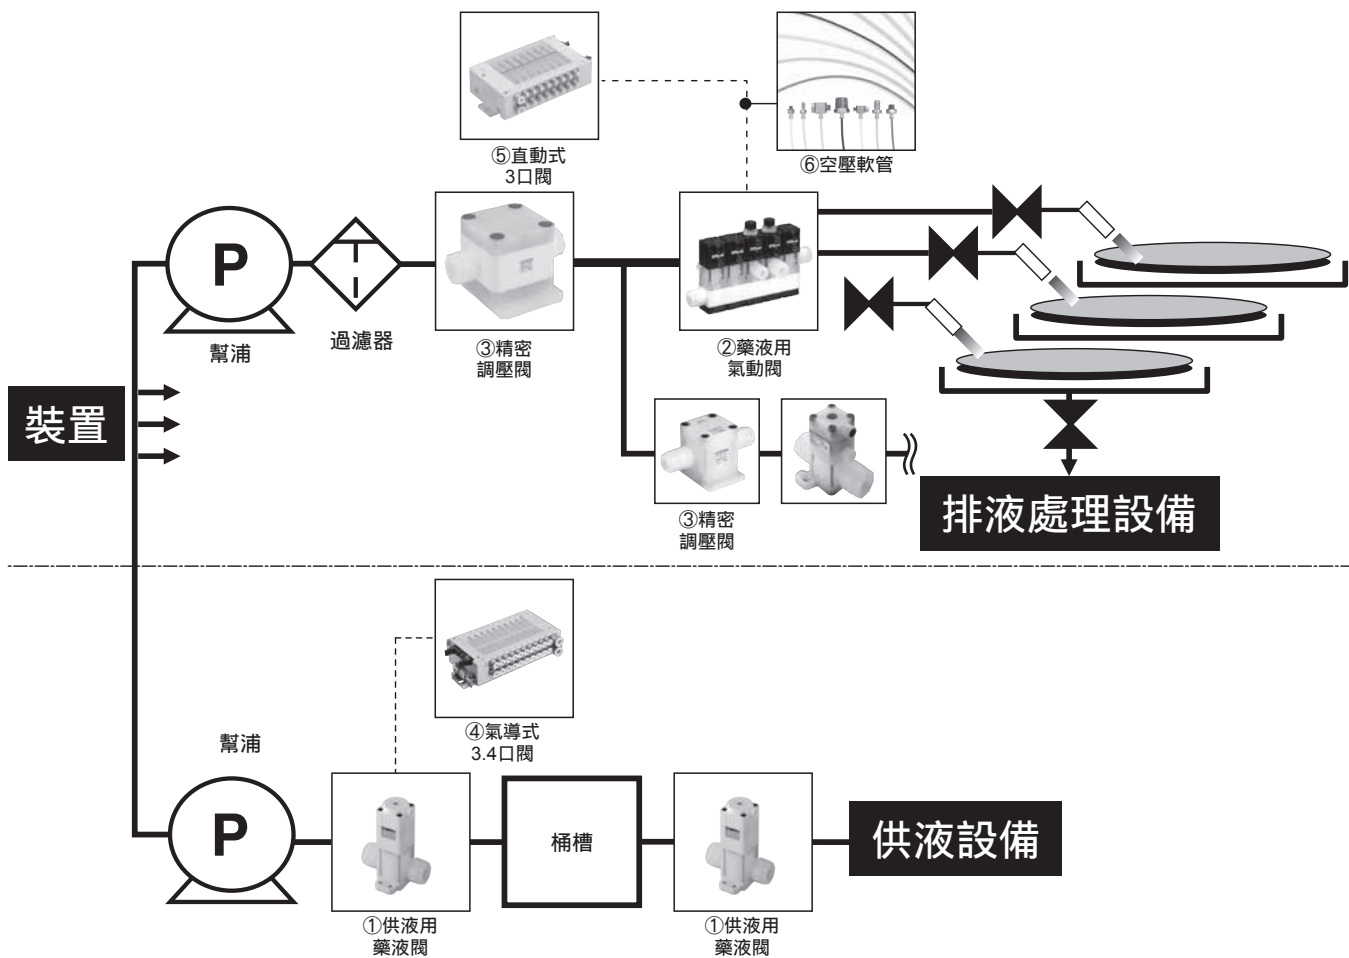 ⑤直動式
3口閥
⑥空壓軟管
P
幫浦
過濾器
③精密
調壓閥
②藥液用
氣動閥
裝置
③精密
調壓閥
排液處理設備
④氣導式
3.4口閥
幫浦
P
桶槽
供液設備
①供液用
藥液閥
①供液用
藥液閥